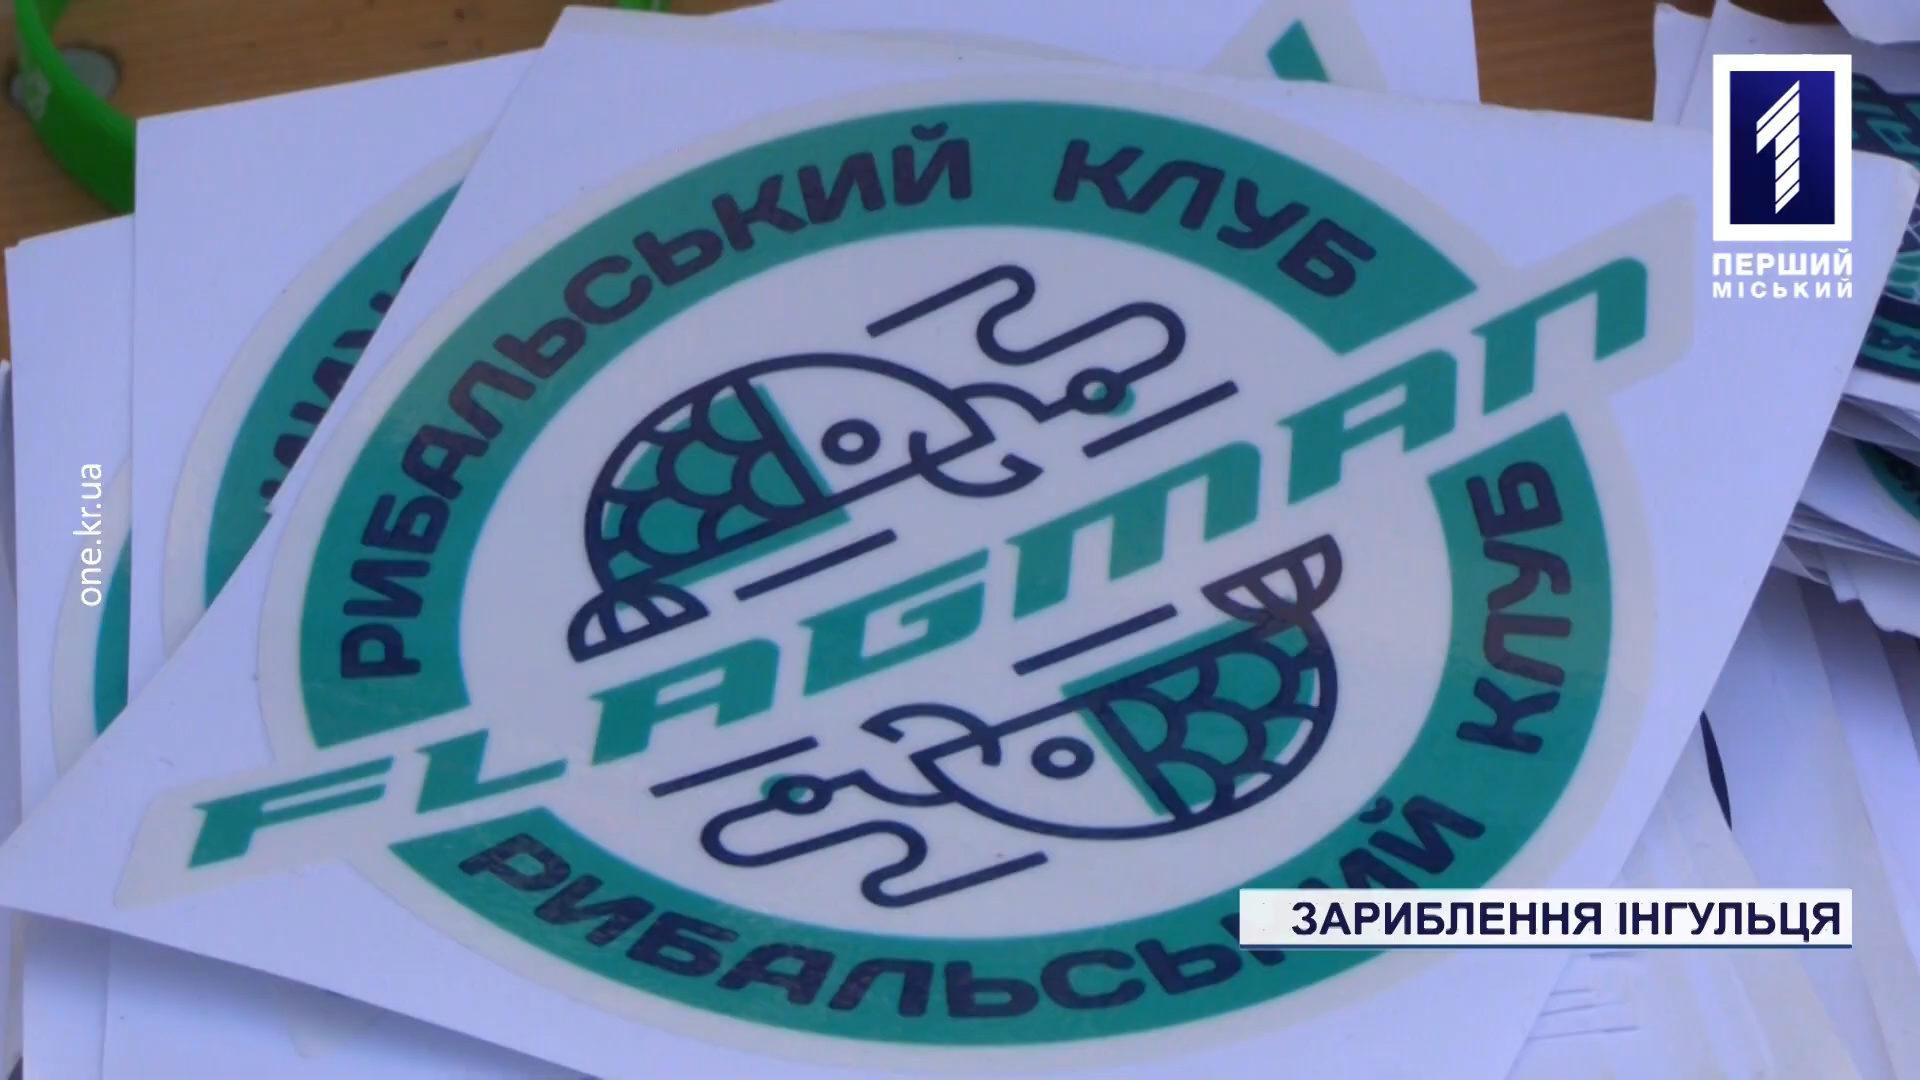 РИБАЛЬСЬКИЙ КЛУБ
FLAGMAN
РИБАЛЬСЬКИЙ КЛУБ
ПЕРШИЙ
МІСЬКИЙ
one.kr.ua
ЗАРИБЛЕННЯ ІНГУЛЬЦЯ